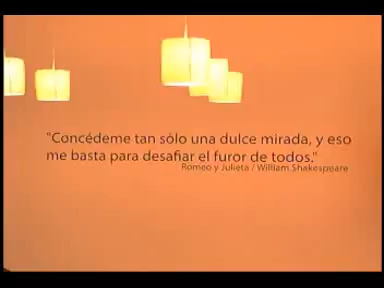 "Concédeme tan sólo una dulce mirada, y eso
me basta para desafiar el furor de todos."
Romeo y Julieta / William Shakespeare